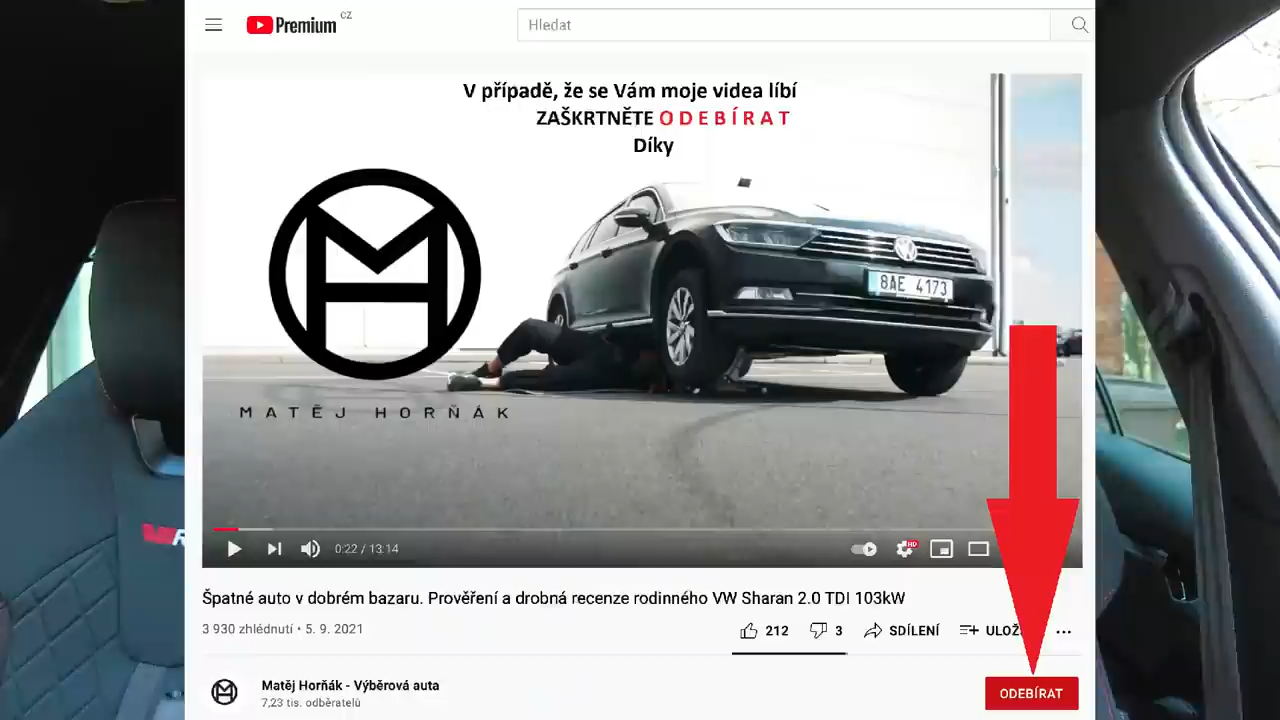 Premium CZ
Hledat
V případě, že se Vám moje videa líbí
ZAŠKRTNĚTE ODEBÍRAT
Díky
8AE 4173
MATĚJ HORŇÁK
0:22 / 13:14
HD
Špatné auto v dobrém bazaru. Prověření a drobná recenze rodinného VW Sharan 2.0 TDI 103kW
3 930 zhlédnutí • 5. 9. 2021
212
3
SDÍLENÍ
Matěj Horňák - Výběrová auta
7,23 tis. odběratelů
ODEBÍRAT